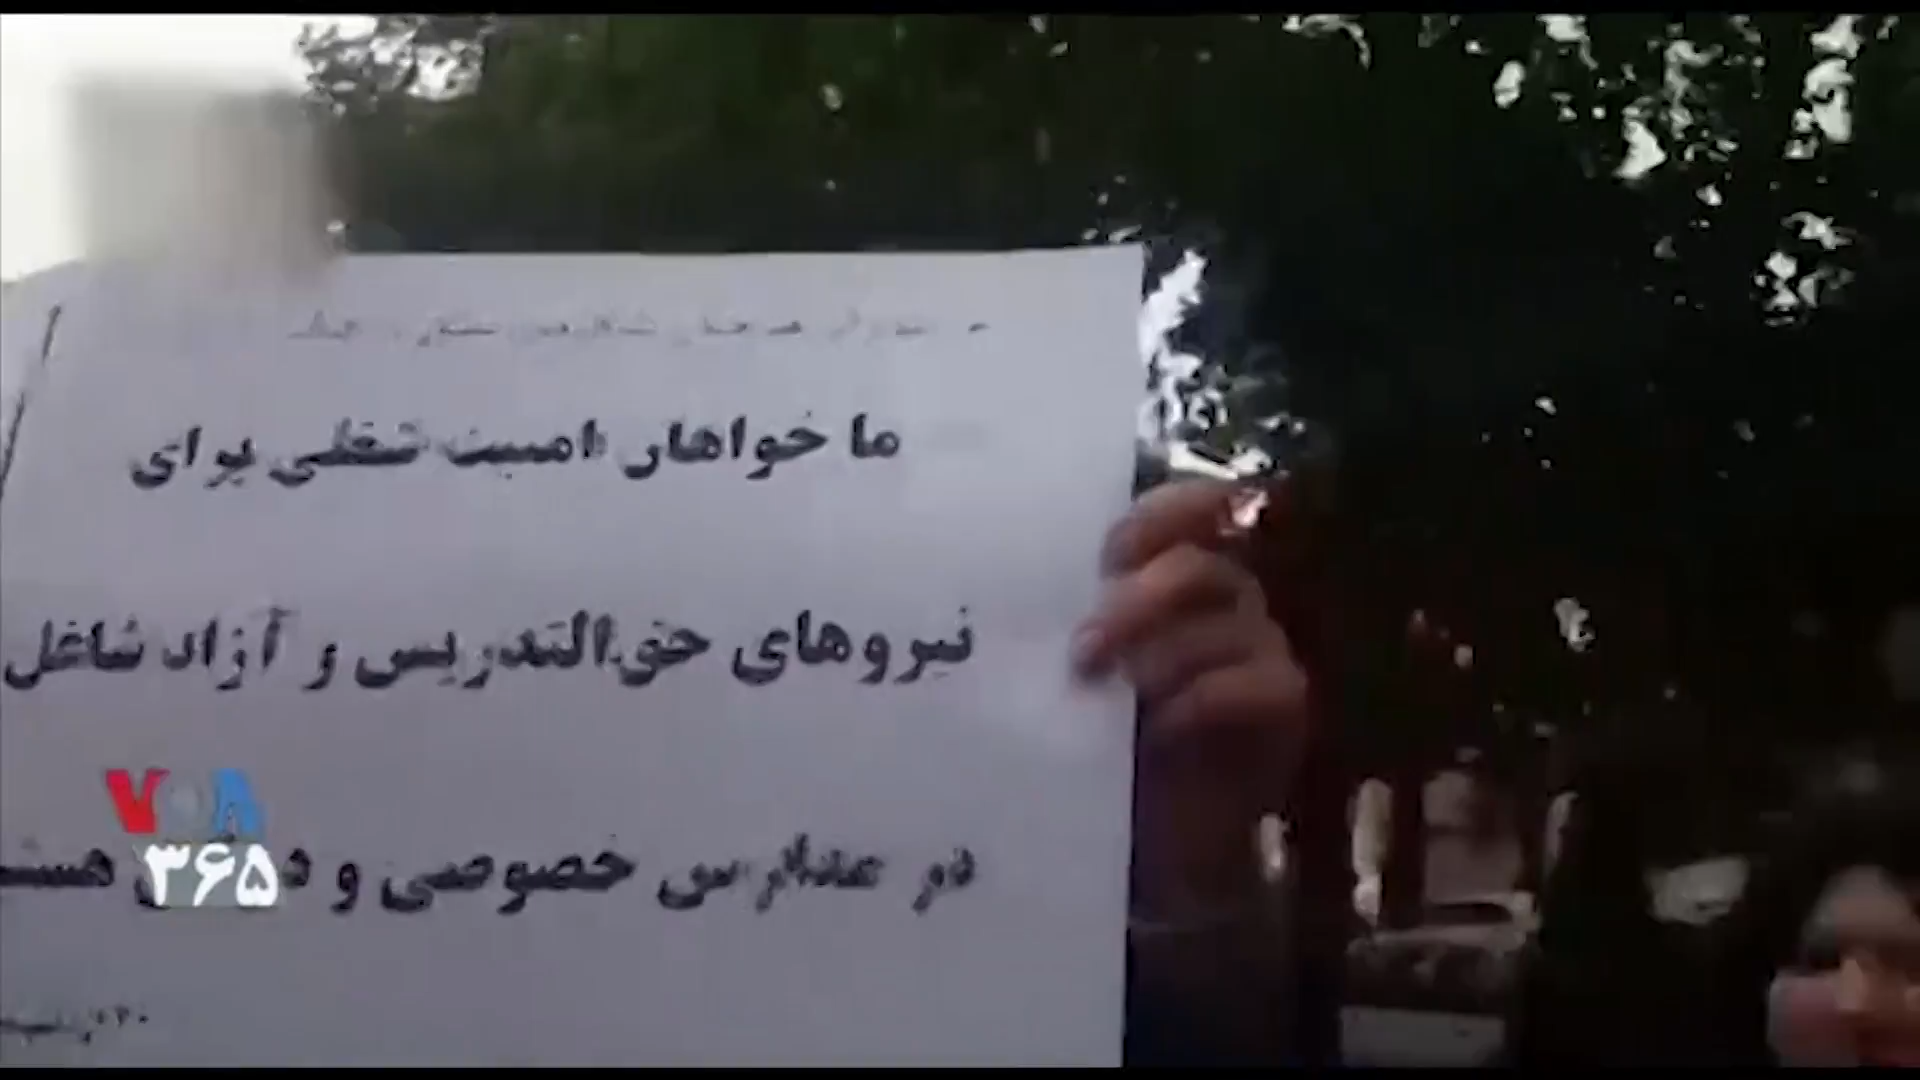 ما خواهان امنیت شغلی برای
نیروهای حق‌التدریس و آزاد شاغل
در مدارس خصوصی و
VOA
۳۶۵